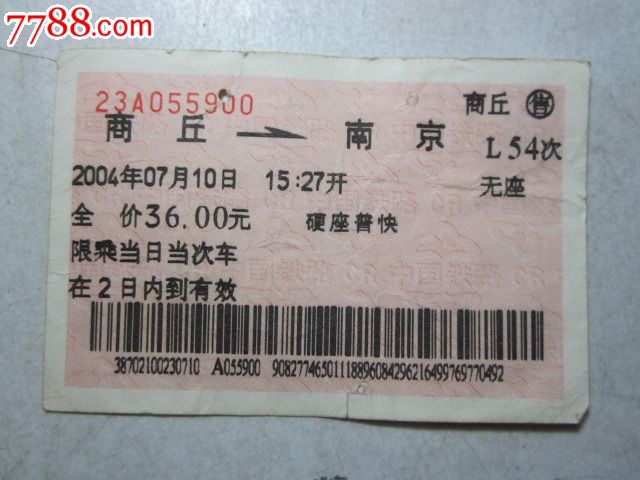 7788.com
23A055900
商丘 售
商丘 南京 L54次
2004年07月10日 15:27开 无座
全 价36.00元 硬座普快
限乘当日当次车
在2日内到有效
38702100230710 A055900 908277465011188960842962164997697​70492